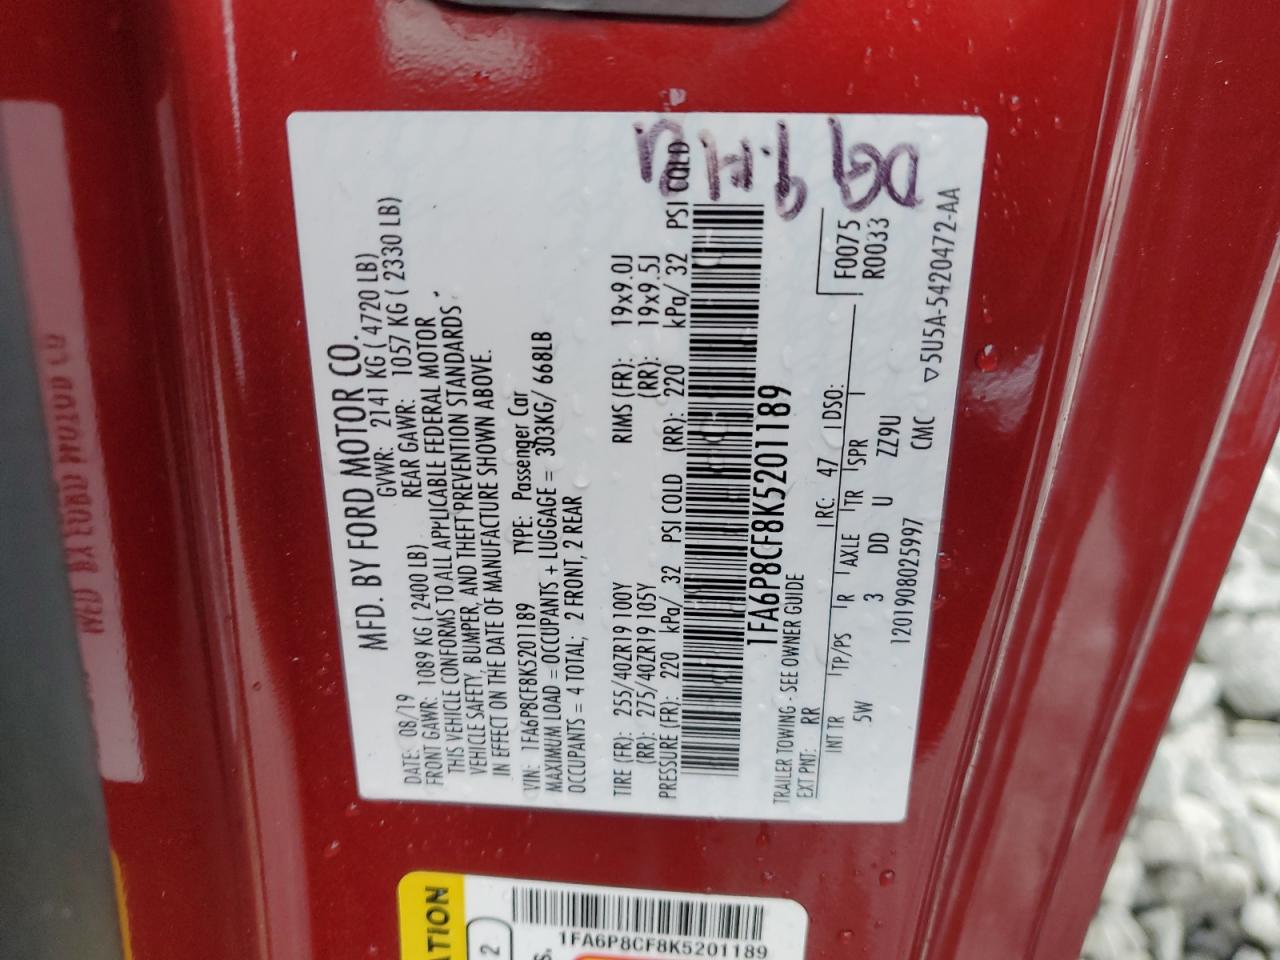 MFD. BY FORD MOTOR CO.
DATE: 08/19 GVWR: 2141 KG ( 4720 LB)
FRONT GAWR: 1089 KG ( 2400 LB) REAR GAWR: 1057 KG ( 2330 LB)
THIS VEHICLE CONFORMS TO ALL APPLICABLE FEDERAL MOTOR
VEHICLE SAFETY, BUMPER, AND THEFT PREVENTION STANDARDS
IN EFFECT ON THE DATE OF MANUFACTURE SHOWN ABOVE.
VIN: 1FA6P8CF8K5201189 TYPE: Passenger Car
MAXIMUM LOAD = OCCUPANTS + LUGGAGE = 303KG/ 668LB
OCCUPANTS = 4 TOTAL; 2 FRONT, 2 REAR
TIRE (FR): 255/40ZR19 100Y RIMS (FR): 19x9.0J
(RR): 275/40ZR19 105Y (RR): 19x9.5J
PRESSURE (FR): 220 kPa/ 32 PSI COLD (RR): 220 kPa/ 32 PSI COLD
1FA6P8CF8K5201189
TRAILER TOWING - SEE OWNER GUIDE
EXT PNT: RR RC: 47 DSO: F0075
R0033
INT TR TP/PS R AXLE TR SPR
5W 3 DD U ZZ9U
1201908025997 CMC ▽5U5A-5420472-AA
DG
ATION
2
S.
1FA6P8CF8K5201189